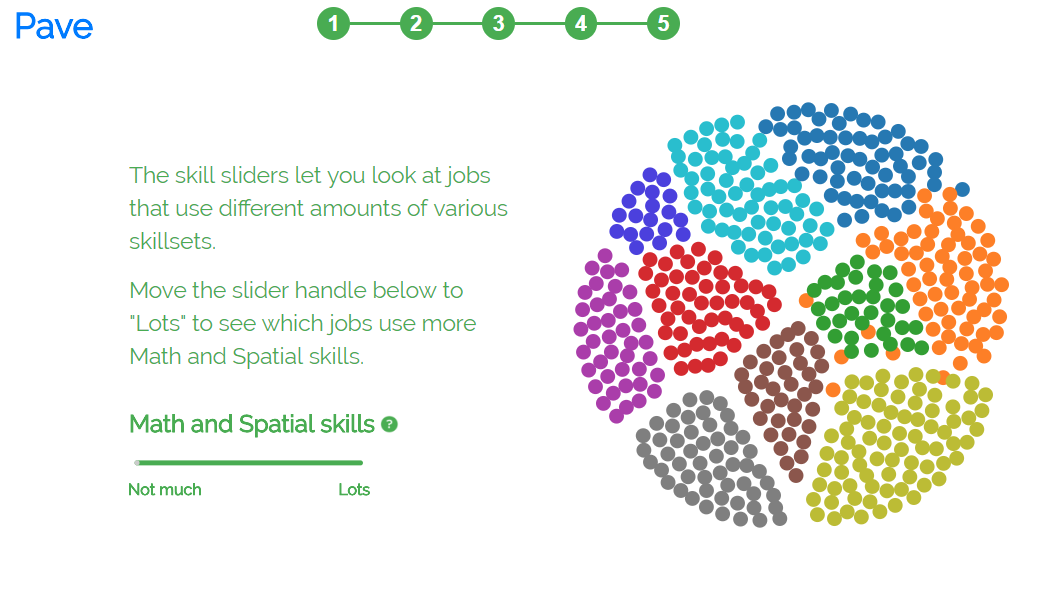 Pave
1 2 3 4 5
The skill sliders let you look at jobs
that use different amounts of various
skillsets.
Move the slider handle below to
"Lots" to see which jobs use more
Math and Spatial skills.
Math and Spatial skills ?
Not much Lots